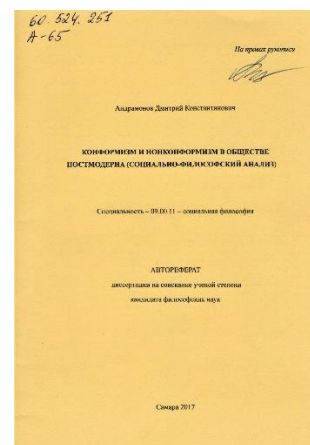 60.524.251
А-65
На правах рукописи
Андрамонов Дмитрий Константинович
КОНФОРМИЗМ И НОНКОНФОРМИЗМ В ОБЩЕСТВЕ
ПОСТМОДЕРНА (СОЦИАЛЬНО-ФИЛОСОФСКИЙ АНАЛИЗ)
Специальность – 09.00.11 – социальная философия
АВТОРЕФЕРАТ
диссертации на соискание ученой степени
кандидата философских наук
Самара 2017